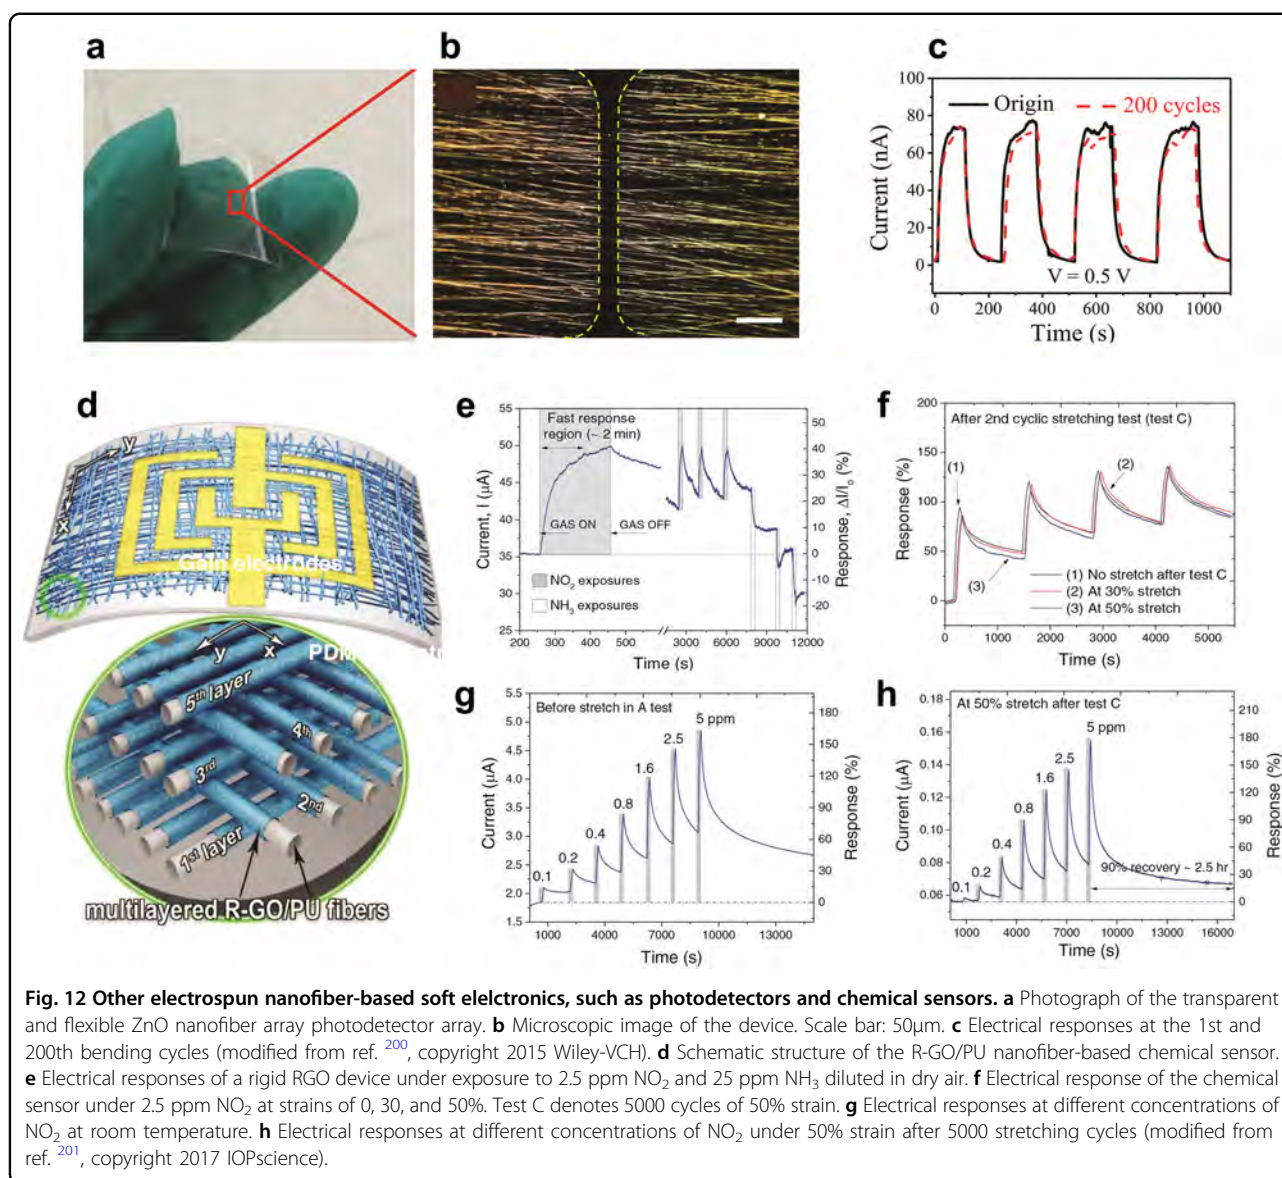 a
b
c
100
80
60
40
20
0
Current (nA)
Origin
200 cycles
V = 0.5 V
0 200 400 600 800 1000
Time (s)
d
y
x
Gain electrodes
y
x
PDM
5th layer
4th
3rd
2nd
1st layer
multilayered R-GO/PU fibers
e
55
50
45
40
35
30
25
Current, I (μA)
Fast response
region (~ 2 min)
GAS ON
GAS OFF
NO₂ exposures
NH₃ exposures
50
40
30
20
10
0
-10
-20
Response, ΔI/I₀ (%)
200 300 400 500 3000 6000 9000 12000
Time (s)
f
200
150
100
50
0
Response (%)
After 2nd cyclic stretching test (test C)
(1)
(2)
(3)
(1) No stretch after test C
(2) At 30% stretch
(3) At 50% stretch
0 1000 2000 3000 4000 5000
Time (s)
g
5.5
5.0
4.5
4.0
3.5
3.0
2.5
2.0
1.5
Current (μA)
Before stretch in A test
0.1
0.2
0.4
0.8
1.6
2.5
5 ppm
180
150
120
90
60
30
0
Response (%)
1000 4000 7000 10000 13000
Time (s)
h
0.18
0.16
0.14
0.12
0.10
0.08
0.06
Current (μA)
At 50% stretch after test C
0.1
0.2
0.4
0.8
1.6
2.5
5 ppm
90% recovery ~ 2.5 hr
210
180
150
120
90
60
30
0
Response (%)
1000 4000 7000 10000 13000 16000
Time (s)
Fig. 12 Other electrospun nanofiber-based soft elelctronics, such as photodetectors and chemical sensors. a Photograph of the transparent
and flexible ZnO nanofiber array photodetector array. b Microscopic image of the device. Scale bar: 50μm. c Electrical responses at the 1st and
200th bending cycles (modified from ref. 200, copyright 2015 Wiley-VCH). d Schematic structure of the R-GO/PU nanofiber-based chemical sensor.
e Electrical responses of a rigid RGO device under exposure to 2.5 ppm NO₂ and 25 ppm NH₃ diluted in dry air. f Electrical response of the chemical
sensor under 2.5 ppm NO₂ at strains of 0, 30, and 50%. Test C denotes 5000 cycles of 50% strain. g Electrical responses at different concentrations of
NO₂ at room temperature. h Electrical responses at different concentrations of NO₂ under 50% strain after 5000 stretching cycles (modified from
ref. 201, copyright 2017 IOPscience).